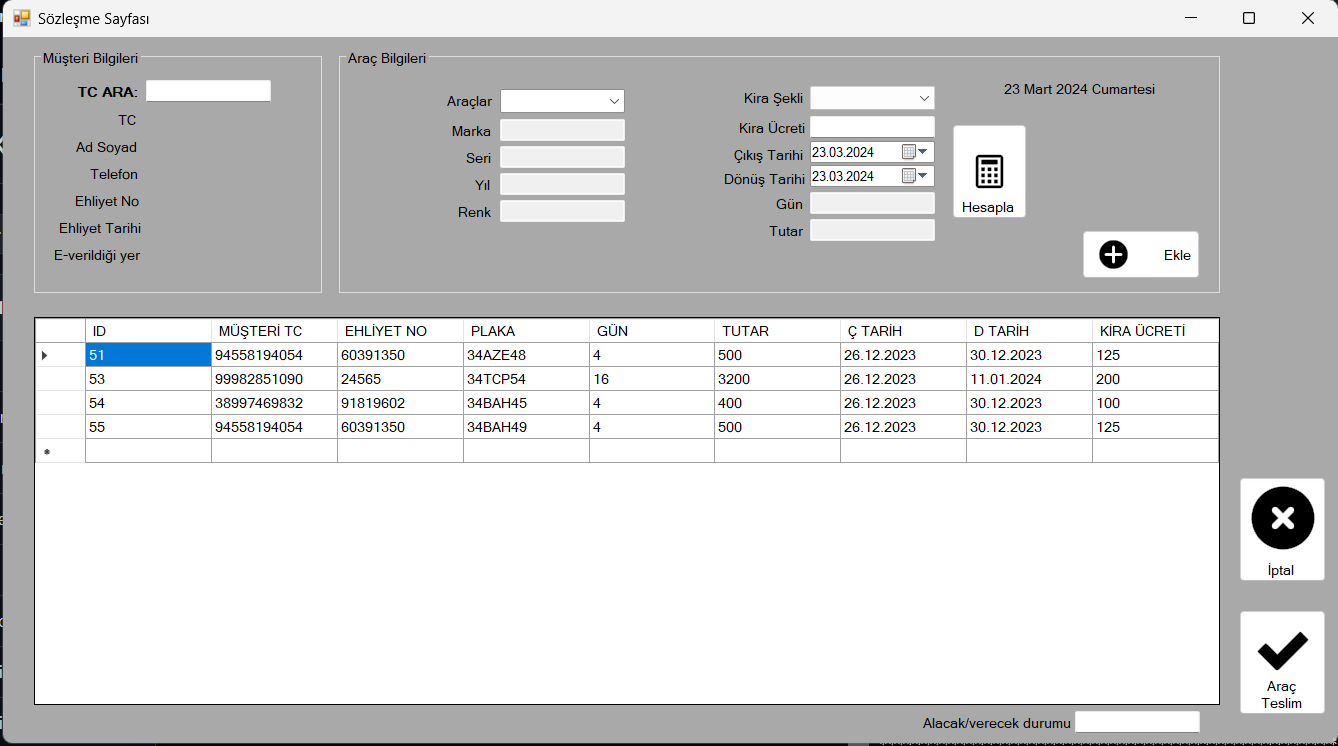 Sözleşme Sayfası
Müşteri Bilgileri
TC ARA:
TC
Ad Soyad
Telefon
Ehliyet No
Ehliyet Tarihi
E-verildiği yer
Araç Bilgileri
Araçlar
Marka
Seri
Yıl
Renk
Kira Şekli
Kira Ücreti
Çıkış Tarihi 23.03.2024
Dönüş Tarihi 23.03.2024
Gün
Tutar
23 Mart 2024 Cumartesi
Hesapla
Ekle
ID MÜŞTERİ TC EHLİYET NO PLAKA GÜN TUTAR Ç TARİH D TARİH KİRA ÜCRETİ
51 94558194054 60391350 34AZE48 4 500 26.12.2023 30.12.2023 125
53 99982851090 24565 34TCP54 16 3200 26.12.2023 11.01.2024 200
54 38997469832 91819602 34BAH45 4 400 26.12.2023 30.12.2023 100
55 94558194054 60391350 34BAH49 4 500 26.12.2023 30.12.2023 125
İptal
Araç
Teslim
Alacak/verecek durumu